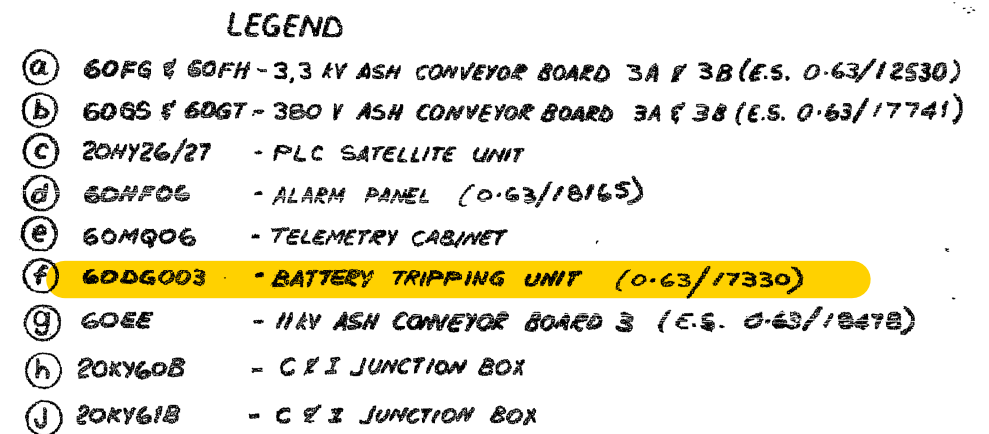 LEGEND
(a) 60FG & 60FH - 3,3 KV ASH CONVEYOR BOARD 3A & 3B (E.S. 0.63/12530)
(b) 60GS & 60GT - 380 V ASH CONVEYOR BOARD 3A & 3B (E.S. 0.63/17741)
(c) 20HY26/27 - PLC SATELLITE UNIT
(d) 60HF06 - ALARM PANEL (0.63/18165)
(e) 60MQ06 - TELEMETRY CABINET
(f) 60DG003 - BATTERY TRIPPING UNIT (0.63/17330)
(g) 60EE - 11KV ASH CONVEYOR BOARD 3 (E.S. 0.63/18478)
(h) 20KY60B - C & I JUNCTION BOX
(J) 20KY61B - C & I JUNCTION BOX